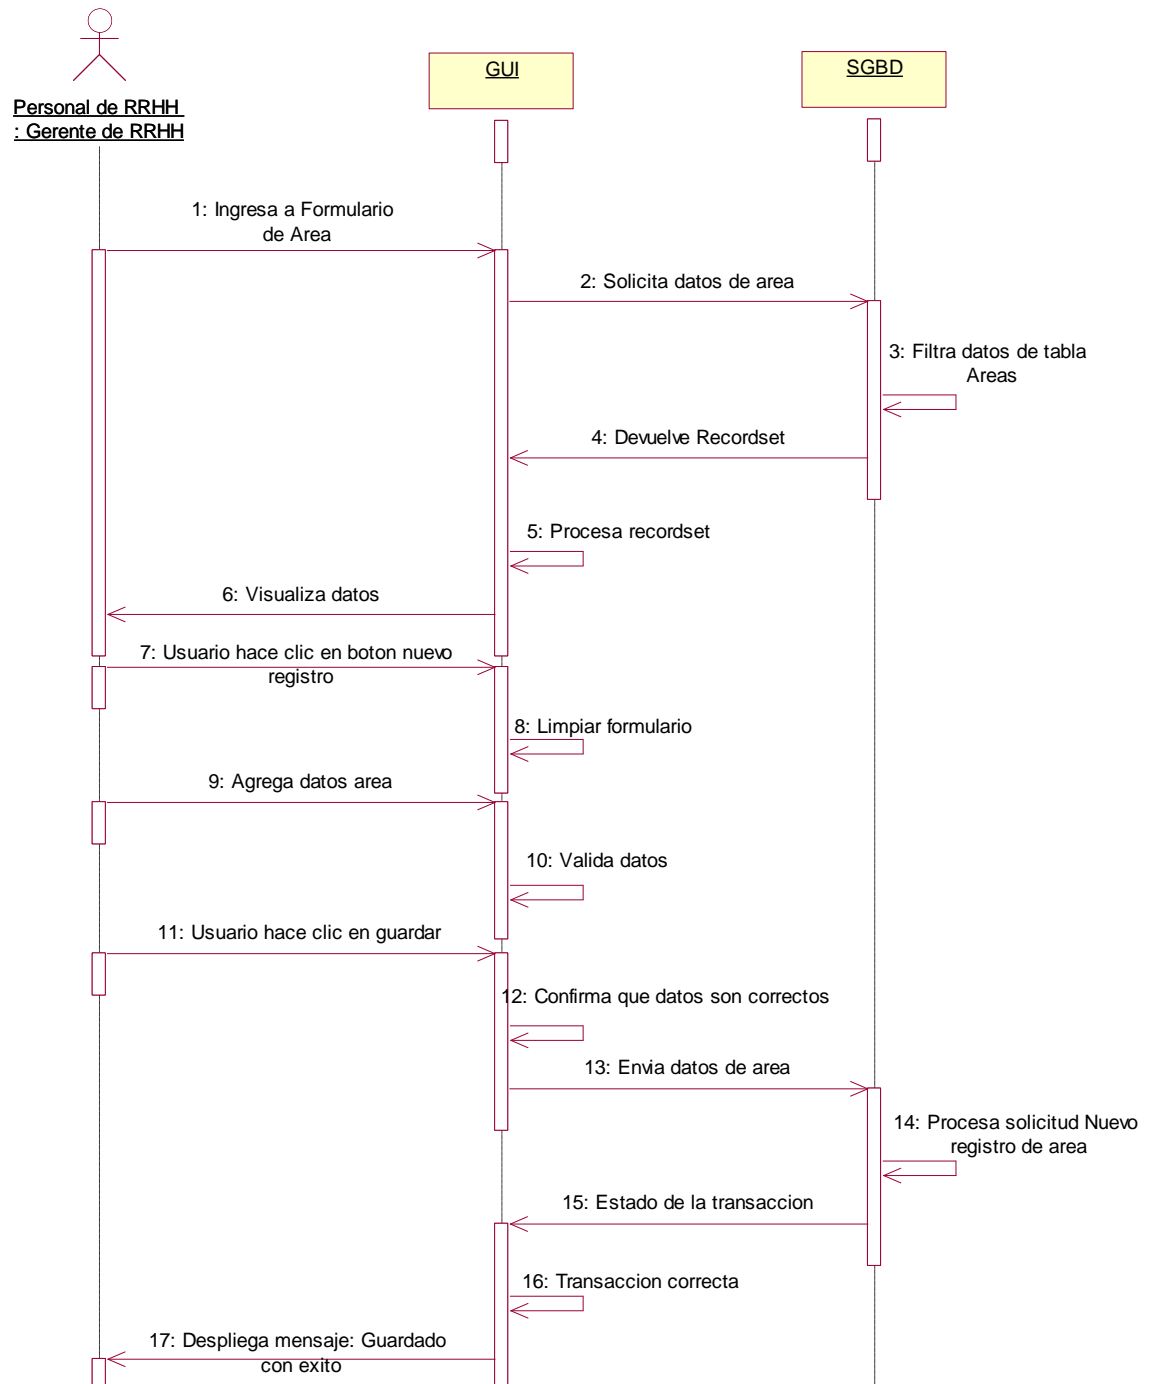 Personal de RRHH
: Gerente de RRHH
GUI
SGBD
1: Ingresa a Formulario
de Area
2: Solicita datos de area
3: Filtra datos de tabla
Areas
4: Devuelve Recordset
5: Procesa recordset
6: Visualiza datos
7: Usuario hace clic en boton nuevo
registro
8: Limpiar formulario
9: Agrega datos area
10: Valida datos
11: Usuario hace clic en guardar
12: Confirma que datos son correctos
13: Envia datos de area
14: Procesa solicitud Nuevo
registro de area
15: Estado de la transaccion
16: Transaccion correcta
17: Despliega mensaje: Guardado
con exito